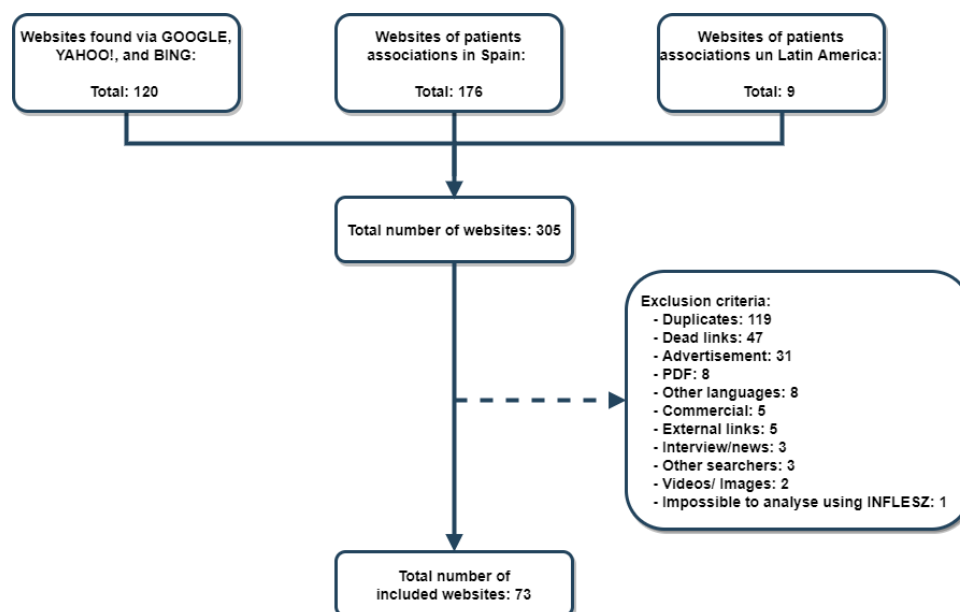 Websites found via GOOGLE,
YAHOO!, and BING:
Total: 120
Websites of patients
associations in Spain:
Total: 176
Websites of patients
associations un Latin America:
Total: 9
Total number of websites: 305
Exclusion criteria:
- Duplicates: 119
- Dead links: 47
- Advertisement: 31
- PDF: 8
- Other languages: 8
- Commercial: 5
- External links: 5
- Interview/news: 3
- Other searchers: 3
- Videos/ Images: 2
- Impossible to analyse using INFLESZ: 1
Total number of
included websites: 73